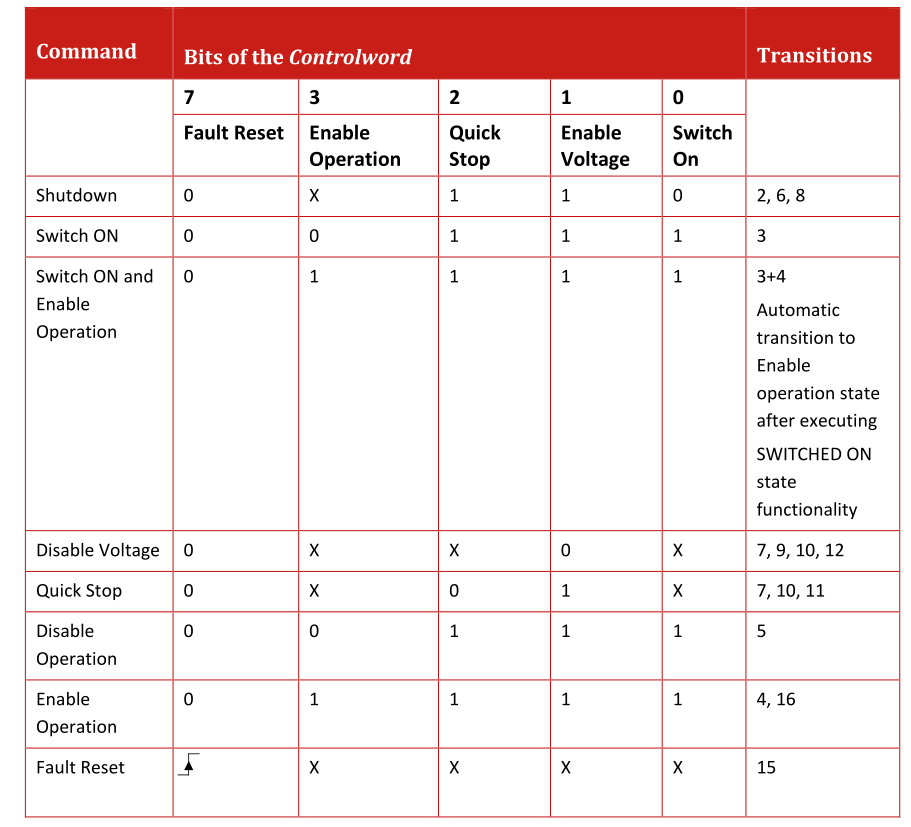 Command Bits of the Controlword Transitions
7 3 2 1 0
Fault Reset Enable Quick Enable Switch
Operation Stop Voltage On
Shutdown 0 X 1 1 0 2, 6, 8
Switch ON 0 0 1 1 1 3
Switch ON and 0 1 1 1 1 3+4
Enable
Operation
Automatic
transition to
Enable
operation state
after executing
SWITCHED ON
state
functionality
Disable Voltage 0 X X 0 X 7, 9, 10, 12
Quick Stop 0 X 0 1 X 7, 10, 11
Disable 0 0 1 1 1 5
Operation
Enable 0 1 1 1 1 4, 16
Operation
Fault Reset X X X X 15